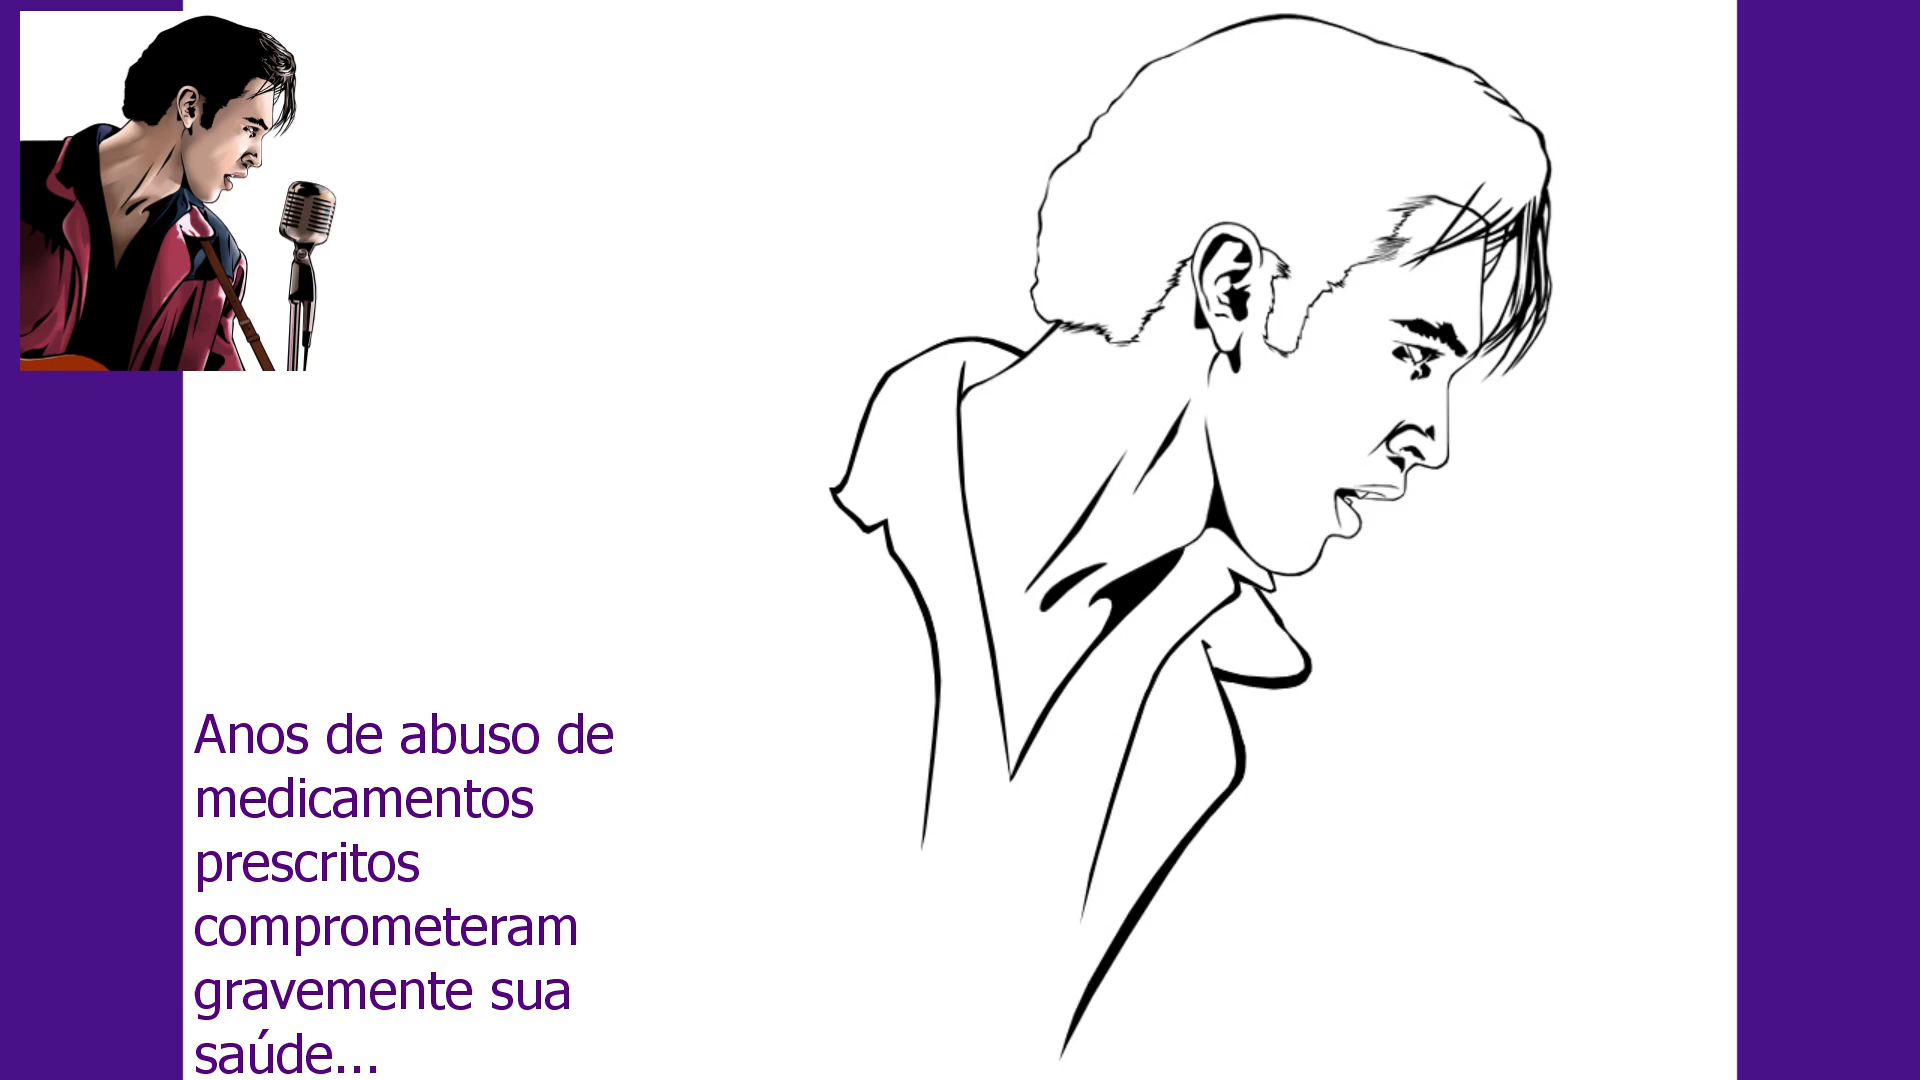 Anos de abuso de
medicamentos
prescritos
comprometeram
gravemente sua
saúde...